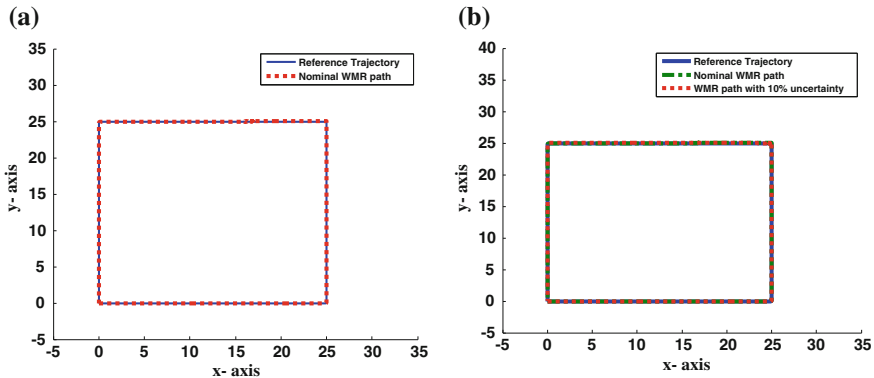 (a)
35
30
25
20
15
10
5
0
-5
-5 0 5 10 15 20 25 30 35
y- axis
x- axis
Reference Trajectory
Nominal WMR path
(b)
40
35
30
25
20
15
10
5
0
-5
-5 0 5 10 15 20 25 30 35
y- axis
x- axis
Reference Trajectory
Nominal WMR path
WMR path with 10% uncertainty